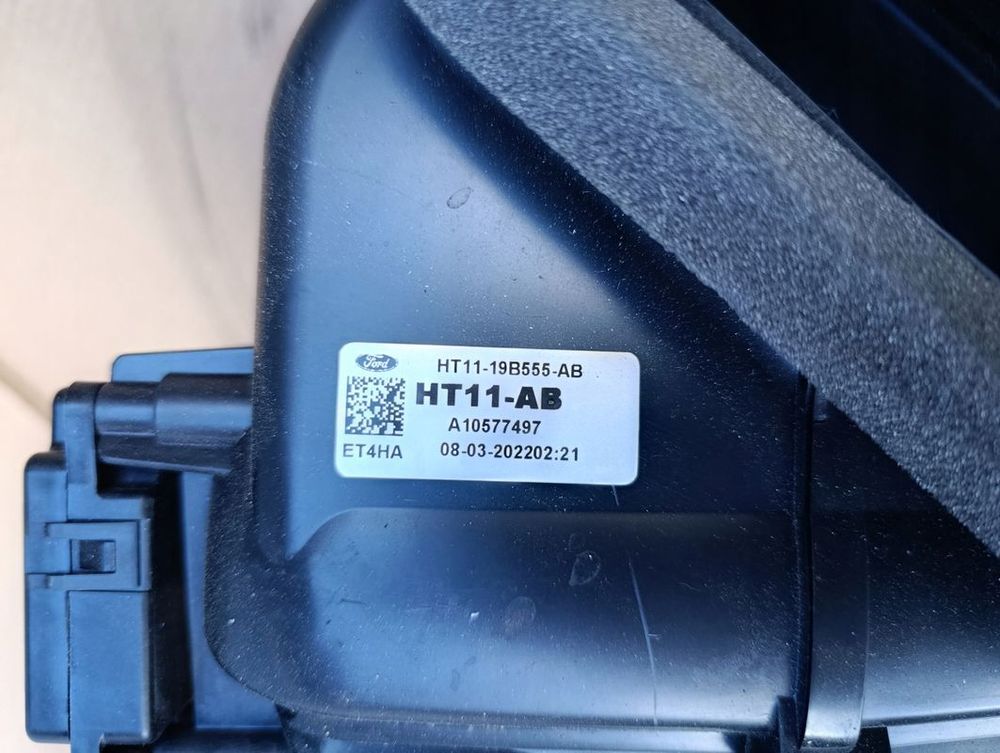 Ford
HT11-19B555-AB
HT11-AB
A10577497
ET4HA 08-03-202202:21